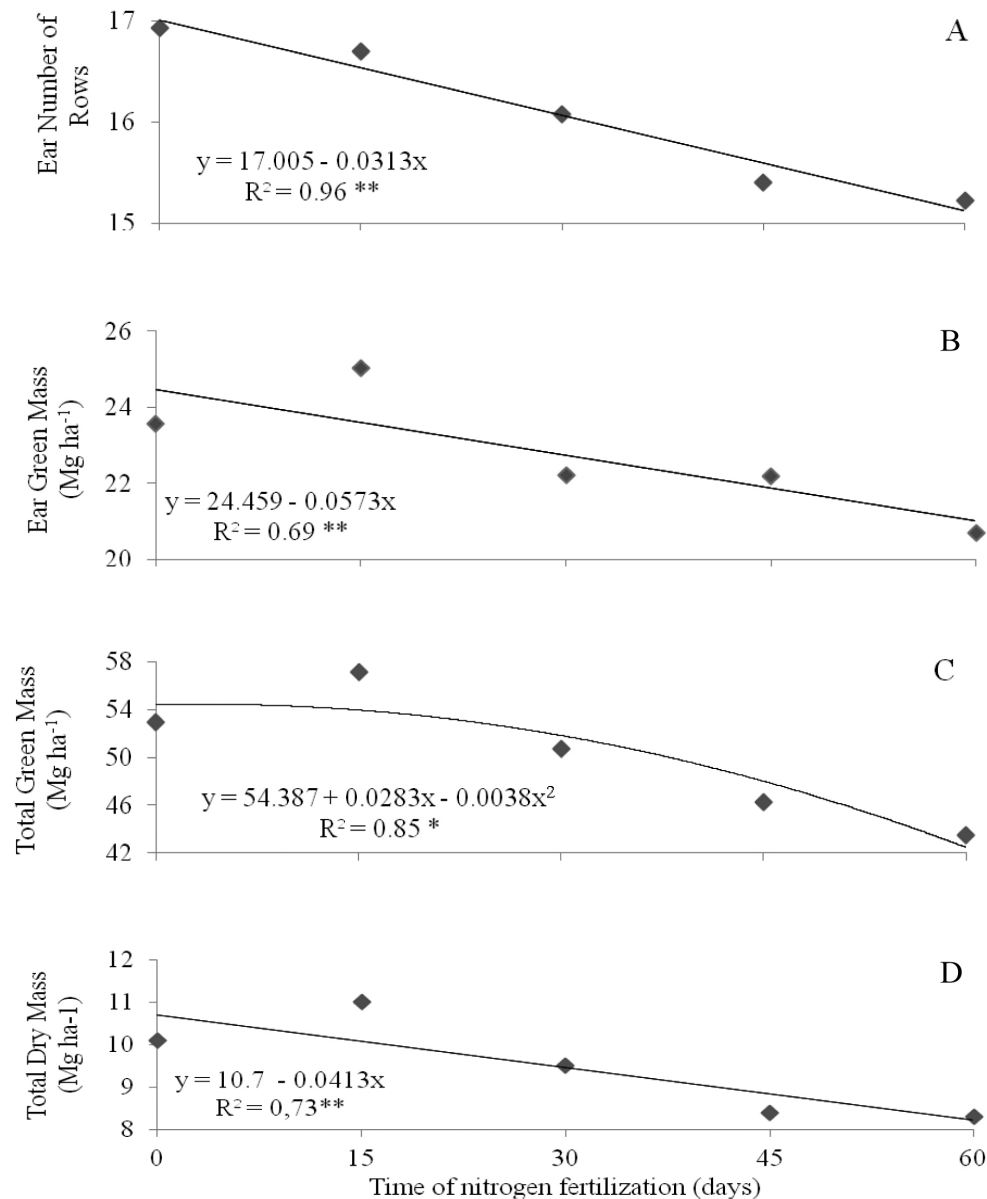 17
A
Ear Number of
Rows
16
y = 17.005 - 0.0313x
R² = 0.96 **
15
26
B
Ear Green Mass
(Mg ha⁻¹)
24
22
y = 24.459 - 0.0573x
R² = 0.69 **
20
58
C
Total Green Mass
(Mg ha⁻¹)
54
50
y = 54.387 + 0.0283x - 0.0038x²
46
R² = 0.85 *
42
12
D
Total Dry Mass
(Mg ha-1)
11
10
9
y = 10.7 - 0.0413x
R² = 0,73**
8
0 15 30 45 60
Time of nitrogen fertilization (days)